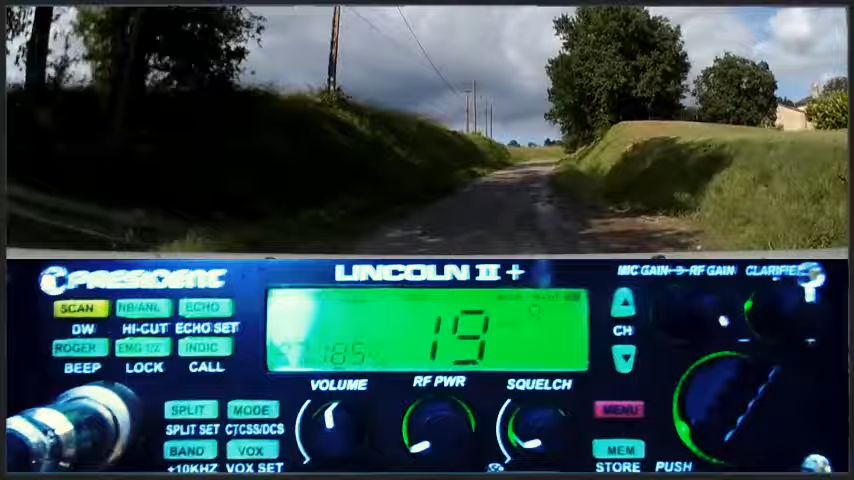 PRESIDENT
LINCOLN II +
MIC GAIN RF GAIN CLARIFIER
SCAN NB/ANL ECHO
DW HI-CUT ECHO SET
ROGER EMG 1/2 INDIC
BEEP LOCK CALL
19
CH
VOLUME RF PWR SQUELCH
SPLIT MODE
SPLIT SET CTCSS/DCS
MENU
BAND VOX
+10KHZ VOX SET
MEM
STORE PUSH